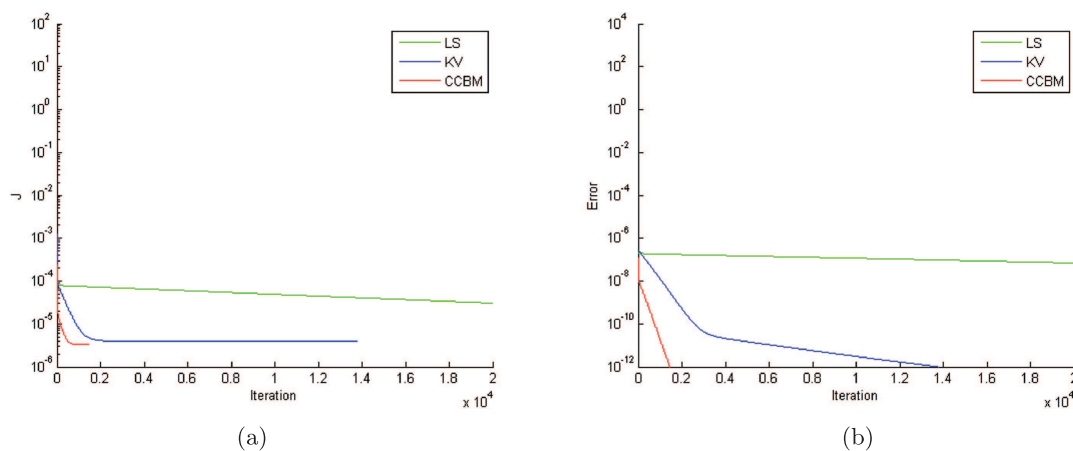 10^2
10^1
10^0
10^-1
10^-2
10^-3
10^-4
10^-5
10^-6
J
LS
KV
CCBM
0 0.2 0.4 0.6 0.8 1 1.2 1.4 1.6 1.8 2
Iteration
x 10^4
(a)
10^4
10^2
10^0
10^-2
10^-4
10^-6
10^-8
10^-10
10^-12
Error
LS
KV
CCBM
0 0.2 0.4 0.6 0.8 1 1.2 1.4 1.6 1.8 2
Iteration
x 10^4
(b)